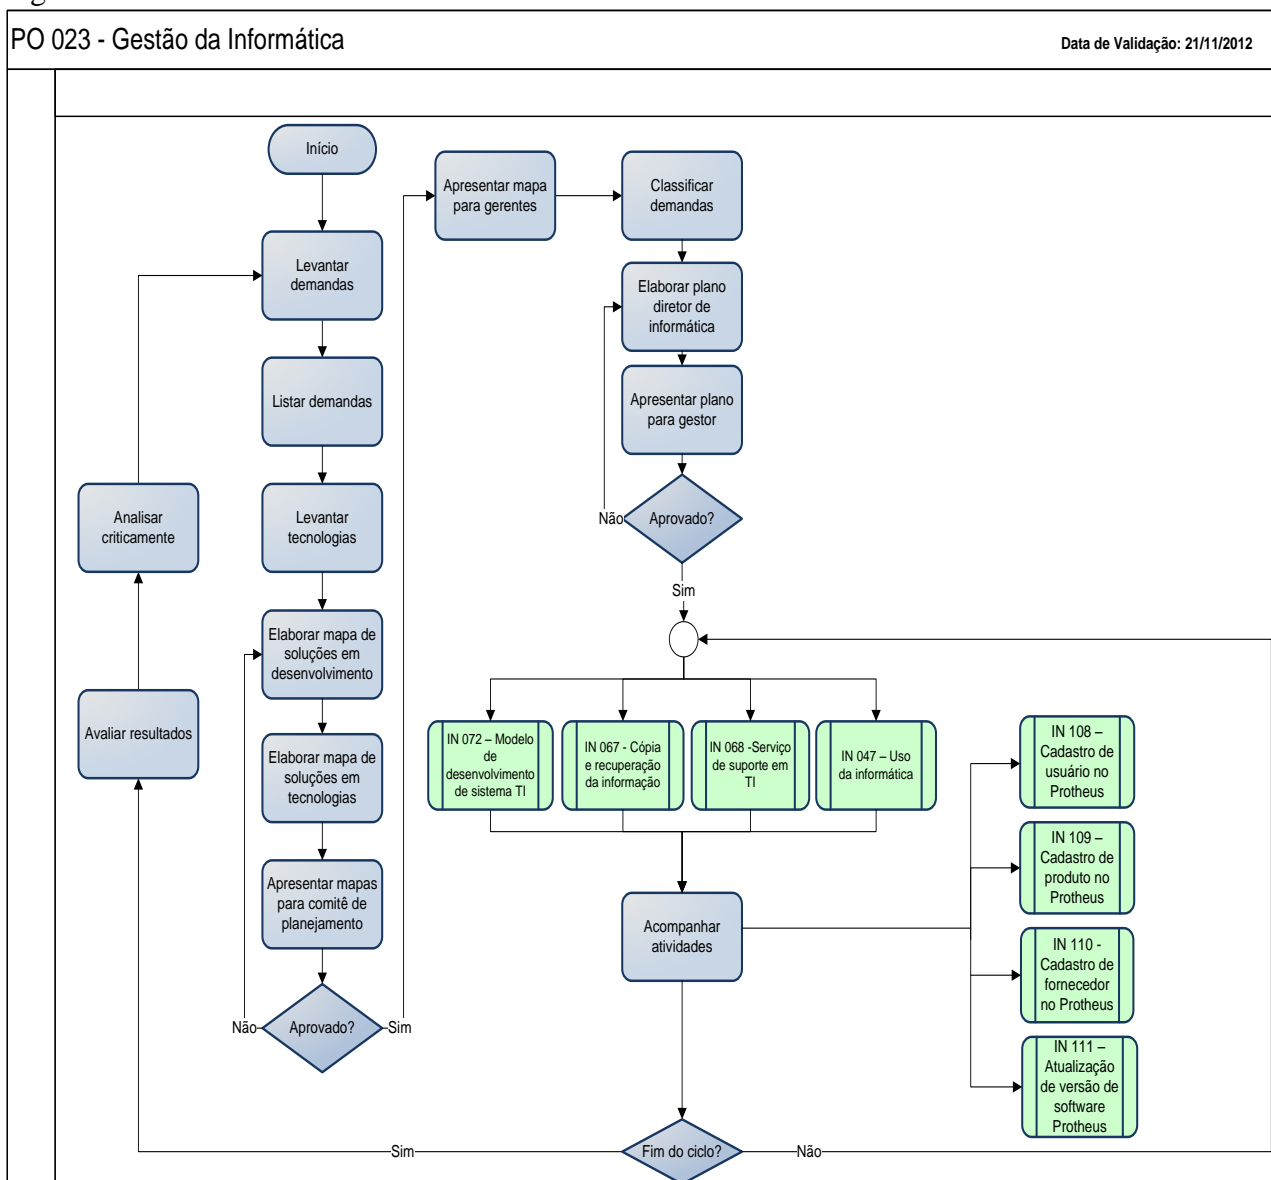 PO 023 - Gestão da Informática
Data de Validação: 21/11/2012
Início
Levantar
demandas
Listar demandas
Levantar
tecnologias
Elaborar mapa de
soluções em
desenvolvimento
Elaborar mapa de
soluções em
tecnologias
Apresentar mapas
para comitê de
planejamento
Não
Aprovado?
Sim
Analisar
criticamente
Avaliar resultados
Apresentar mapa
para gerentes
Classificar
demandas
Elaborar plano
diretor de
informática
Apresentar plano
para gestor
Não
Aprovado?
Sim
IN 072 – Modelo
de
desenvolvimento
de sistema TI
IN 067 - Cópia
e recuperação
da informação
IN 068 -Serviço
de suporte em
TI
IN 047 – Uso
da informática
Acompanhar
atividades
IN 108 –
Cadastro de
usuário no
Protheus
IN 109 –
Cadastro de
produto no
Protheus
IN 110 -
Cadastro de
fornecedor
no Protheus
IN 111 –
Atualização
de versão de
software
Protheus
Sim
Fim do ciclo?
Não